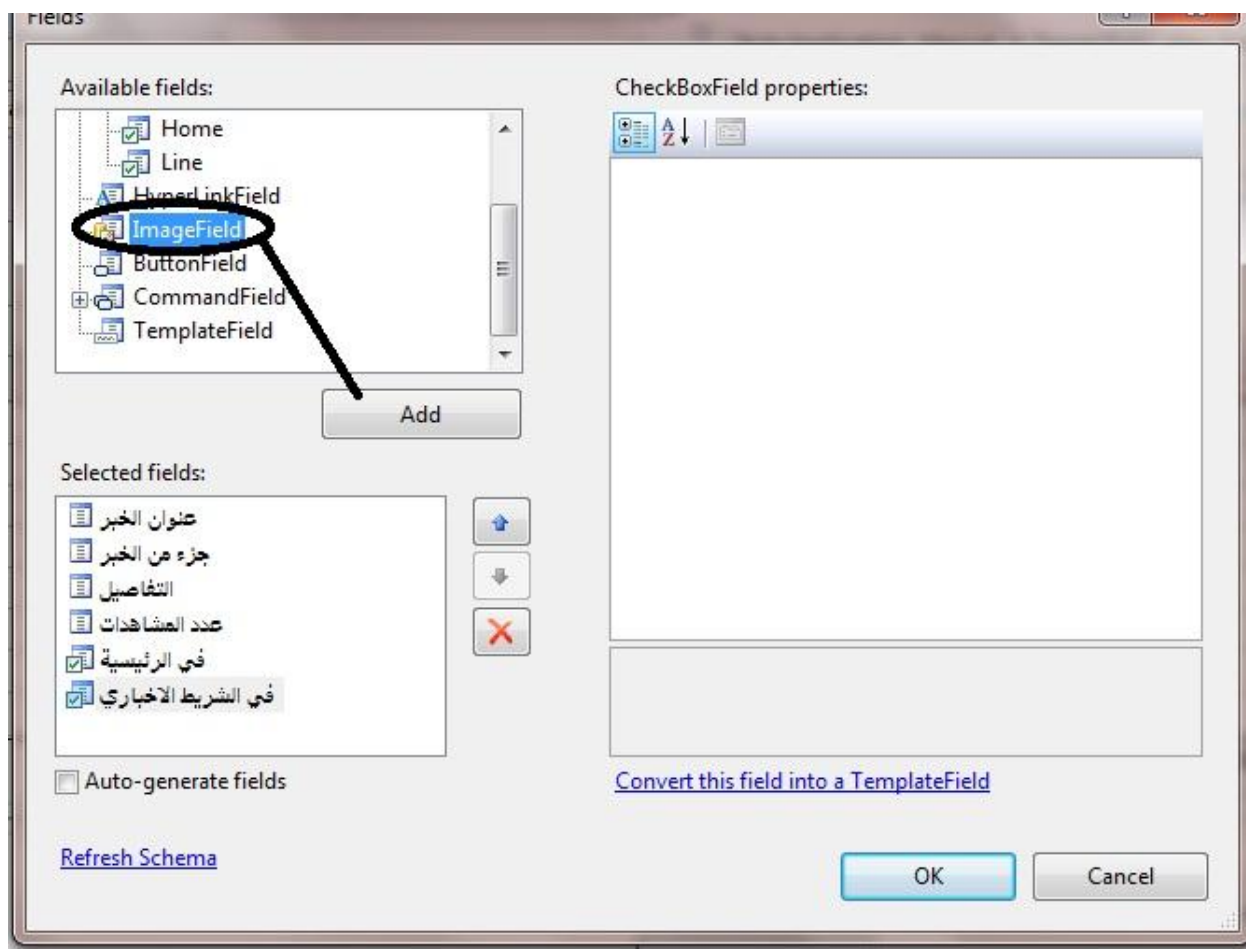 Fields
Available fields:
Home
Line
HyperLinkField
ImageField
ButtonField
CommandField
TemplateField
Add
Selected fields:
عنوان الخبر
جزء من الخبر
التفاصيل
عدد المشاهدات
في الرئيسية
في الشريط الاخباري
Auto-generate fields
Refresh Schema
CheckBoxField properties:
A
Z
Convert this field into a TemplateField
OK
Cancel